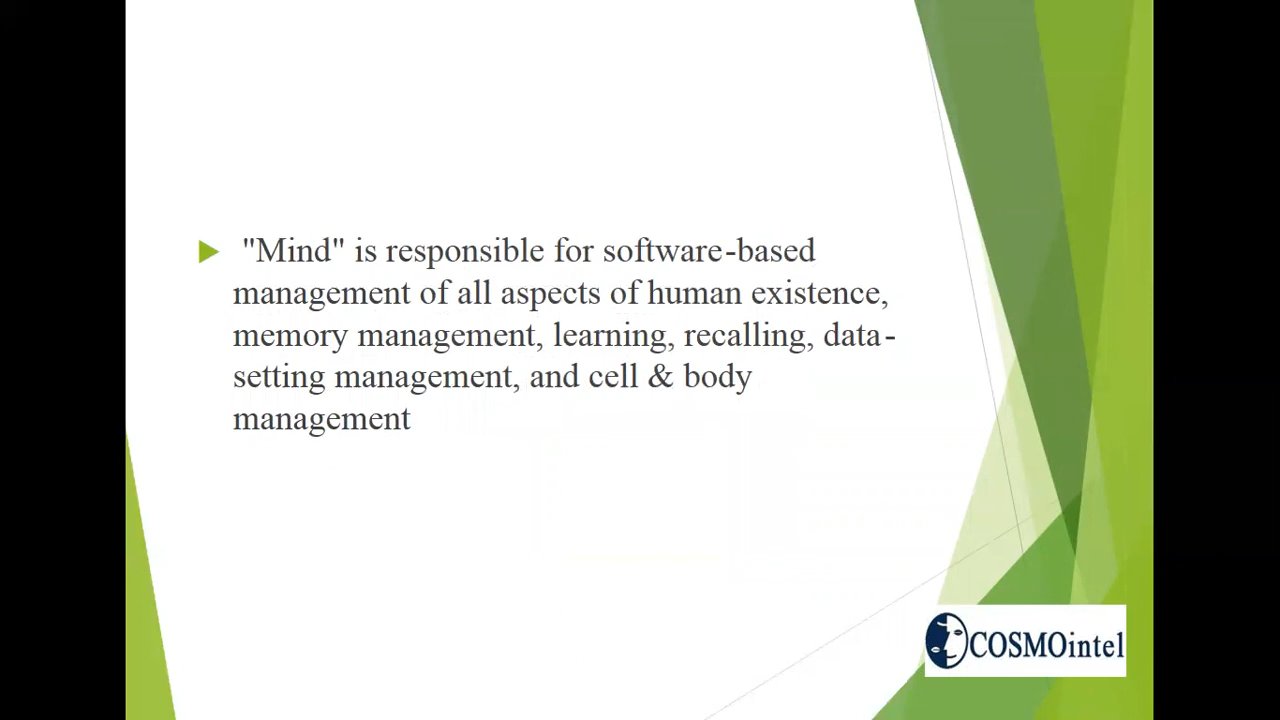 "Mind" is responsible for software-based
management of all aspects of human existence,
memory management, learning, recalling, data-
setting management, and cell & body
management
COSMOintel